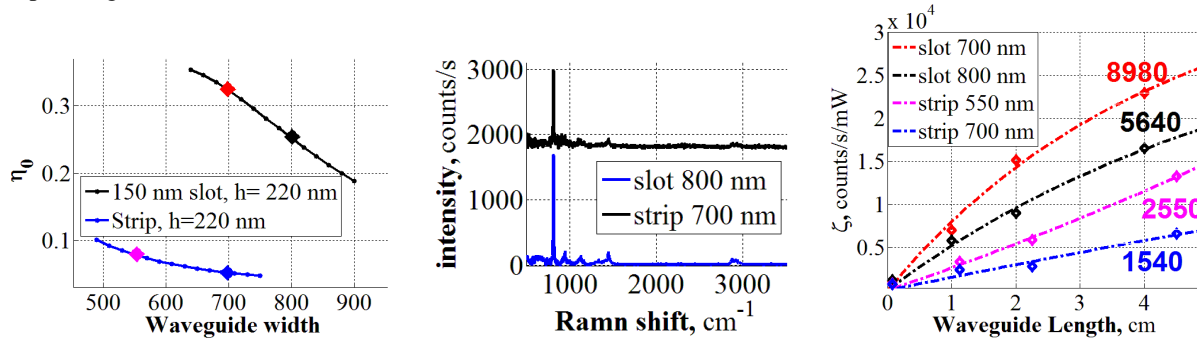 0.3
0.2
0.1
η0
150 nm slot, h= 220 nm
Strip, h=220 nm
500 600 700 800 900
Waveguide width
3000
2000
1000
0
intensity, counts/s
slot 800 nm
strip 700 nm
1000 2000 3000
Ramn shift, cm-1
x 10^4
3
2.5
2
1.5
1
0.5
ζ, counts/s/mW
slot 700 nm
slot 800 nm
strip 550 nm
strip 700 nm
8980
5640
2550
1540
0 1 2 3 4
Waveguide Length, cm